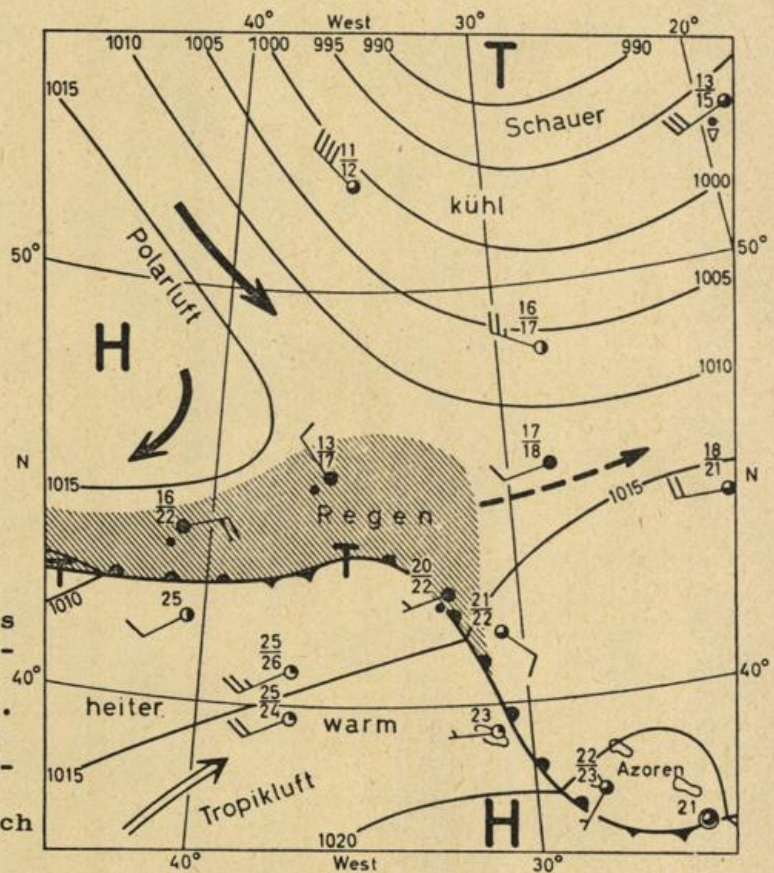 40° West 30° 20°
1010 1005 1000 995 990 T 990
1015
13
15
Schauer
11
12
kühl
1000
50° 50°
Polarluft
1005
16
17
H
1010
13
17
17
18
18
21
N N
1015
16
22
Regen
1015
T
T
20
22
21
22
1010
25
s
-
25
26
40° 40°
25
24
heiter warm
.
23
22
23
Azoren
-
1015
Tropikluft
21
ch
1020 H
40° West 30°